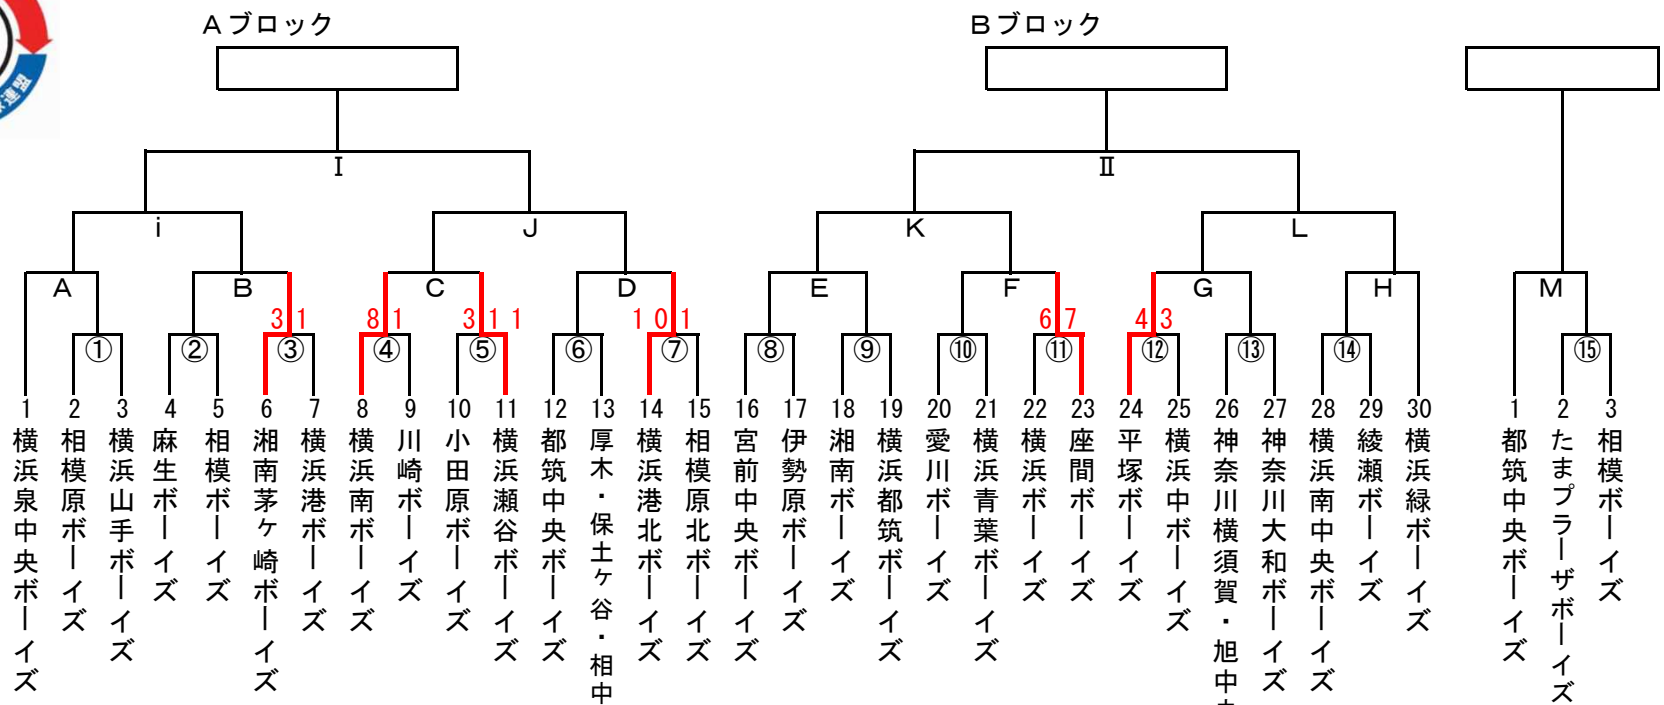 連盟
Aブロック
Bブロック
I
II
i
J
K
L
A
B
C
D
E
F
G
H
M
3 1
8 1
3 1 1
1 0 1
6 7
4 3
①
②
③
④
⑤
⑥
⑦
⑧
⑨
⑩
⑪
⑫
⑬
⑭
⑮
1 横浜泉中央ボーイズ
2 相模原ボーイズ
3 横浜山手ボーイズ
4 麻生ボーイズ
5 相模ボーイズ
6 湘南茅ヶ崎ボーイズ
7 横浜港ボーイズ
8 横浜南ボーイズ
9 川崎ボーイズ
10 小田原ボーイズ
11 横浜瀬谷ボーイズ
12 都筑中央ボーイズ
13 厚木・保土ヶ谷・相中
14 横浜港北ボーイズ
15 相模原北ボーイズ
16 宮前中央ボーイズ
17 伊勢原ボーイズ
18 湘南ボーイズ
19 横浜都筑ボーイズ
20 愛川ボーイズ
21 横浜青葉ボーイズ
22 横浜ボーイズ
23 座間ボーイズ
24 平塚ボーイズ
25 横浜中ボーイズ
26 神奈川横須賀・旭中
27 神奈川大和ボーイズ
28 横浜南中央ボーイズ
29 綾瀬ボーイズ
30 横浜緑ボーイズ
1 都筑中央ボーイズ
2 たまプラーザボーイズ
3 相模ボーイズ